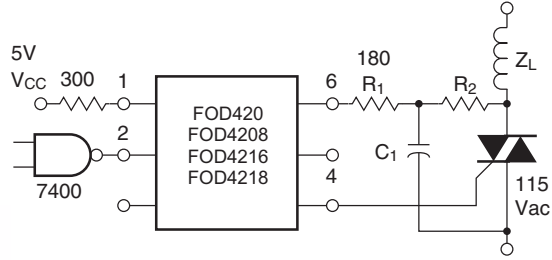 5V
VCC
300
1
2
7400
FOD420
FOD4208
FOD4216
FOD4218
6
4
180
R1
R2
C1
ZL
115
Vac